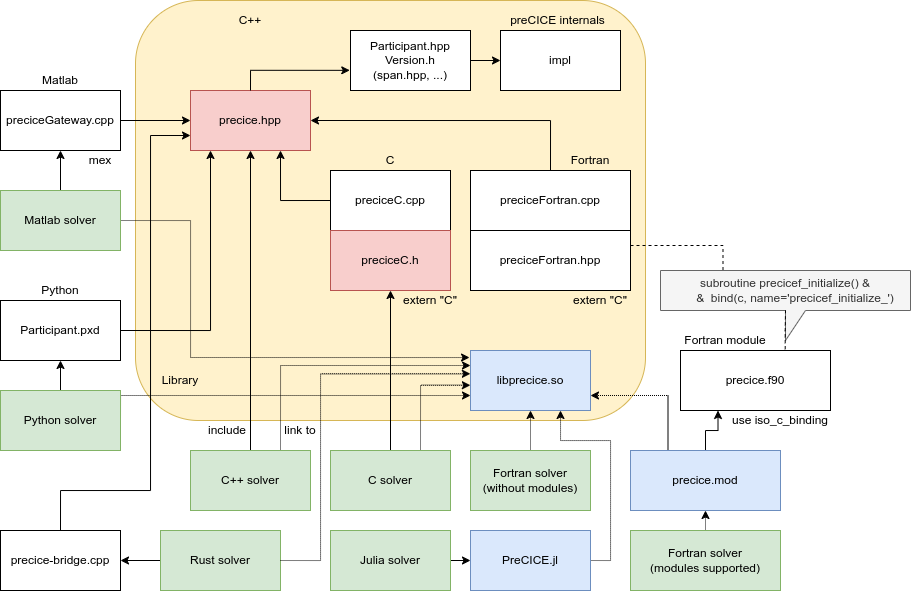 C++
preCICE internals
Participant.hpp
Version.h
(span.hpp, ...)
impl
Matlab
preciceGateway.cpp
precice.hpp
mex
C
Fortran
preciceC.cpp
preciceFortran.cpp
Matlab solver
preciceC.h
preciceFortran.hpp
extern "C"
extern "C"
subroutine precicef_initialize() &
&  bind(c, name='precicef_initialize_')
Python
Participant.pxd
Fortran module
Library
libprecice.so
precice.f90
Python solver
include
link to
use iso_c_binding
C++ solver
C solver
Fortran solver
(without modules)
precice.mod
precice-bridge.cpp
Rust solver
Julia solver
PreCICE.jl
Fortran solver
(modules supported)